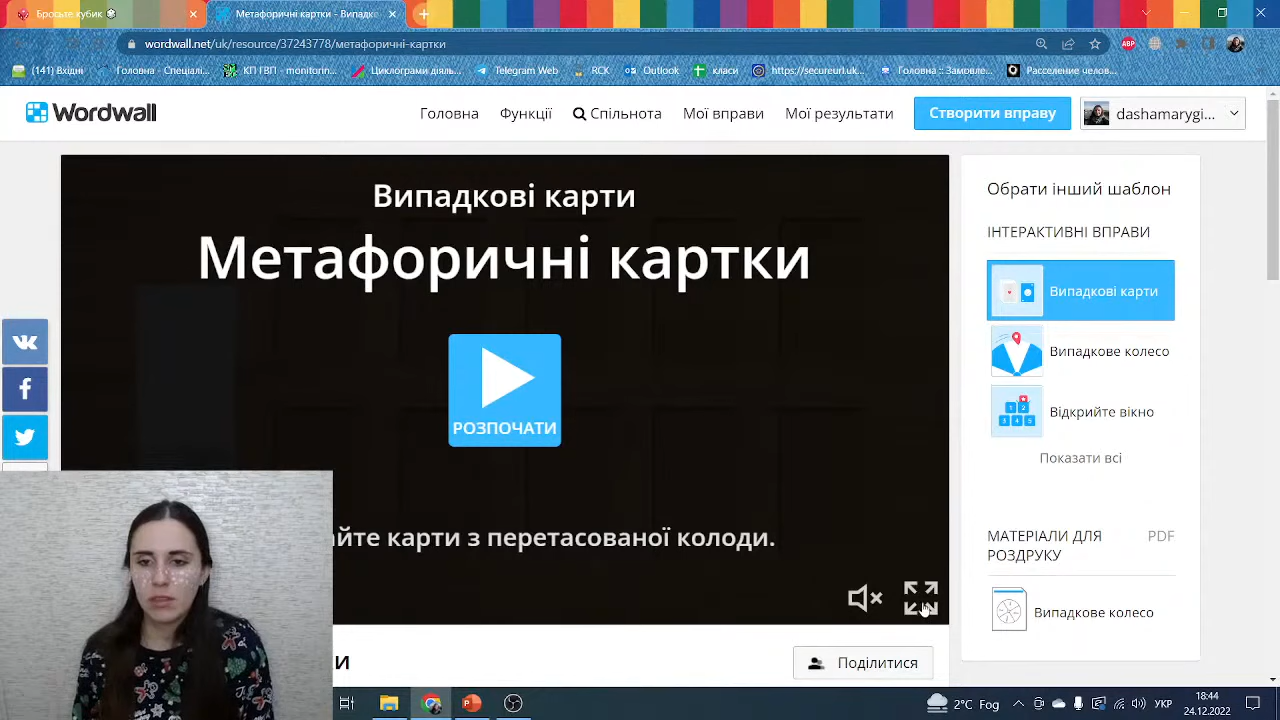 Бросьте кубик
Метафоричні картки - Випадко
wordwall.net/uk/resource/37243778/метафоричні-картки
ABP
(141) Вхідні
Головна - Спеціалі...
КП ГВП - monitorin...
Циклограми діяль...
Telegram Web
RCK
Outlook
класи
https://secureurl.uk...
Головна :: Замовле...
Расселение челов...
Wordwall
Головна
Функції
Спільнота
Мої вправи
Мої результати
Створити вправу
dashamarygi...
Випадкові карти
Метафоричні картки
РОЗПОЧАТИ
йте карти з перетасованої колоди.
Обрати інший шаблон
ІНТЕРАКТИВНІ ВПРАВИ
Випадкові карти
Випадкове колесо
Відкрийте вікно
Показати всі
МАТЕРІАЛИ ДЛЯ РОЗДРУКУ
PDF
Випадкове колесо
и
Поділитися
2°C Fog
18:44
24.12.2022